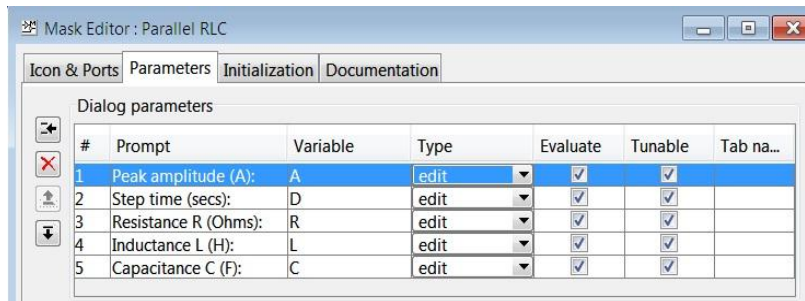 Mask Editor : Parallel RLC
Icon & Ports Parameters Initialization Documentation
Dialog parameters
# Prompt Variable Type Evaluate Tunable Tab na...
1 Peak amplitude (A): A edit
2 Step time (secs): D edit
3 Resistance R (Ohms): R edit
4 Inductance L (H): L edit
5 Capacitance C (F): C edit